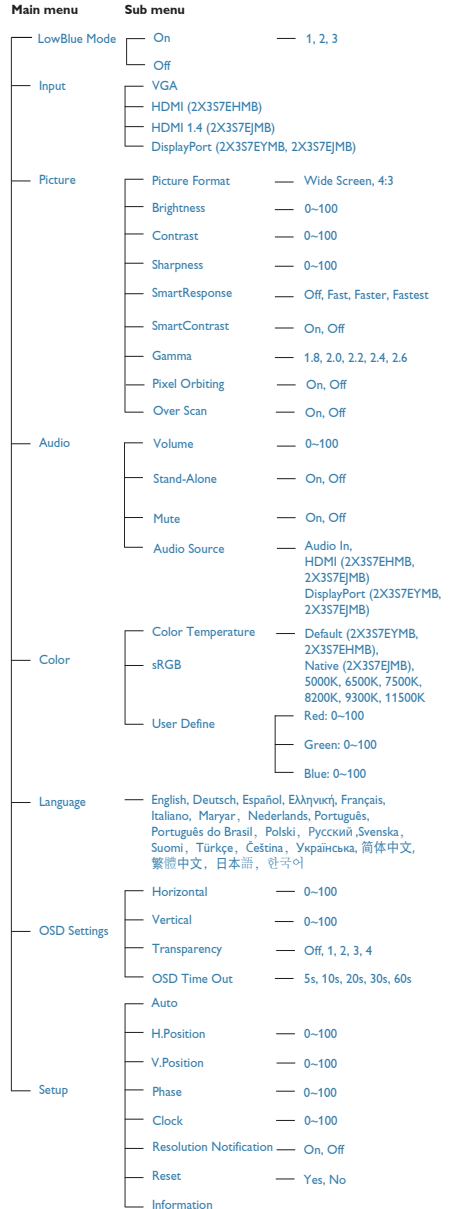 Main menu Sub menu
LowBlue Mode On 1, 2, 3
Off
Input VGA
HDMI (2X3S7EHMB)
HDMI 1.4 (2X3S7EJMB)
DisplayPort (2X3S7EYMB, 2X3S7EJMB)
Picture Picture Format Wide Screen, 4:3
Brightness 0~100
Contrast 0~100
Sharpness 0~100
SmartResponse Off, Fast, Faster, Fastest
SmartContrast On, Off
Gamma 1.8, 2.0, 2.2, 2.4, 2.6
Pixel Orbiting On, Off
Over Scan On, Off
Audio Volume 0~100
Stand-Alone On, Off
Mute On, Off
Audio Source Audio In,
HDMI (2X3S7EHMB,
2X3S7EJMB)
DisplayPort (2X3S7EYMB,
2X3S7EJMB)
Color Temperature Default (2X3S7EYMB,
2X3S7EHMB),
Color sRGB Native (2X3S7EJMB),
5000K, 6500K, 7500K
8200K, 9300K, 11500K
User Define Red: 0~100
Green: 0~100
Blue: 0~100
Language English, Deutsch, Español, Ελληνική, Français,
Italiano, Maryar, Nederlands, Português,
Português do Brasil, Polski, Русский ,Svenska,
Suomi, Türkçe, Čeština, Українська, 简体中文,
繁體中文, 日本語, 한국어
OSD Settings Horizontal 0~100
Vertical 0~100
Transparency Off, 1, 2, 3, 4
OSD Time Out 5s, 10s, 20s, 30s, 60s
Setup Auto
H.Position 0~100
V.Position 0~100
Phase 0~100
Clock 0~100
Resolution Notification On, Off
Reset Yes, No
Information